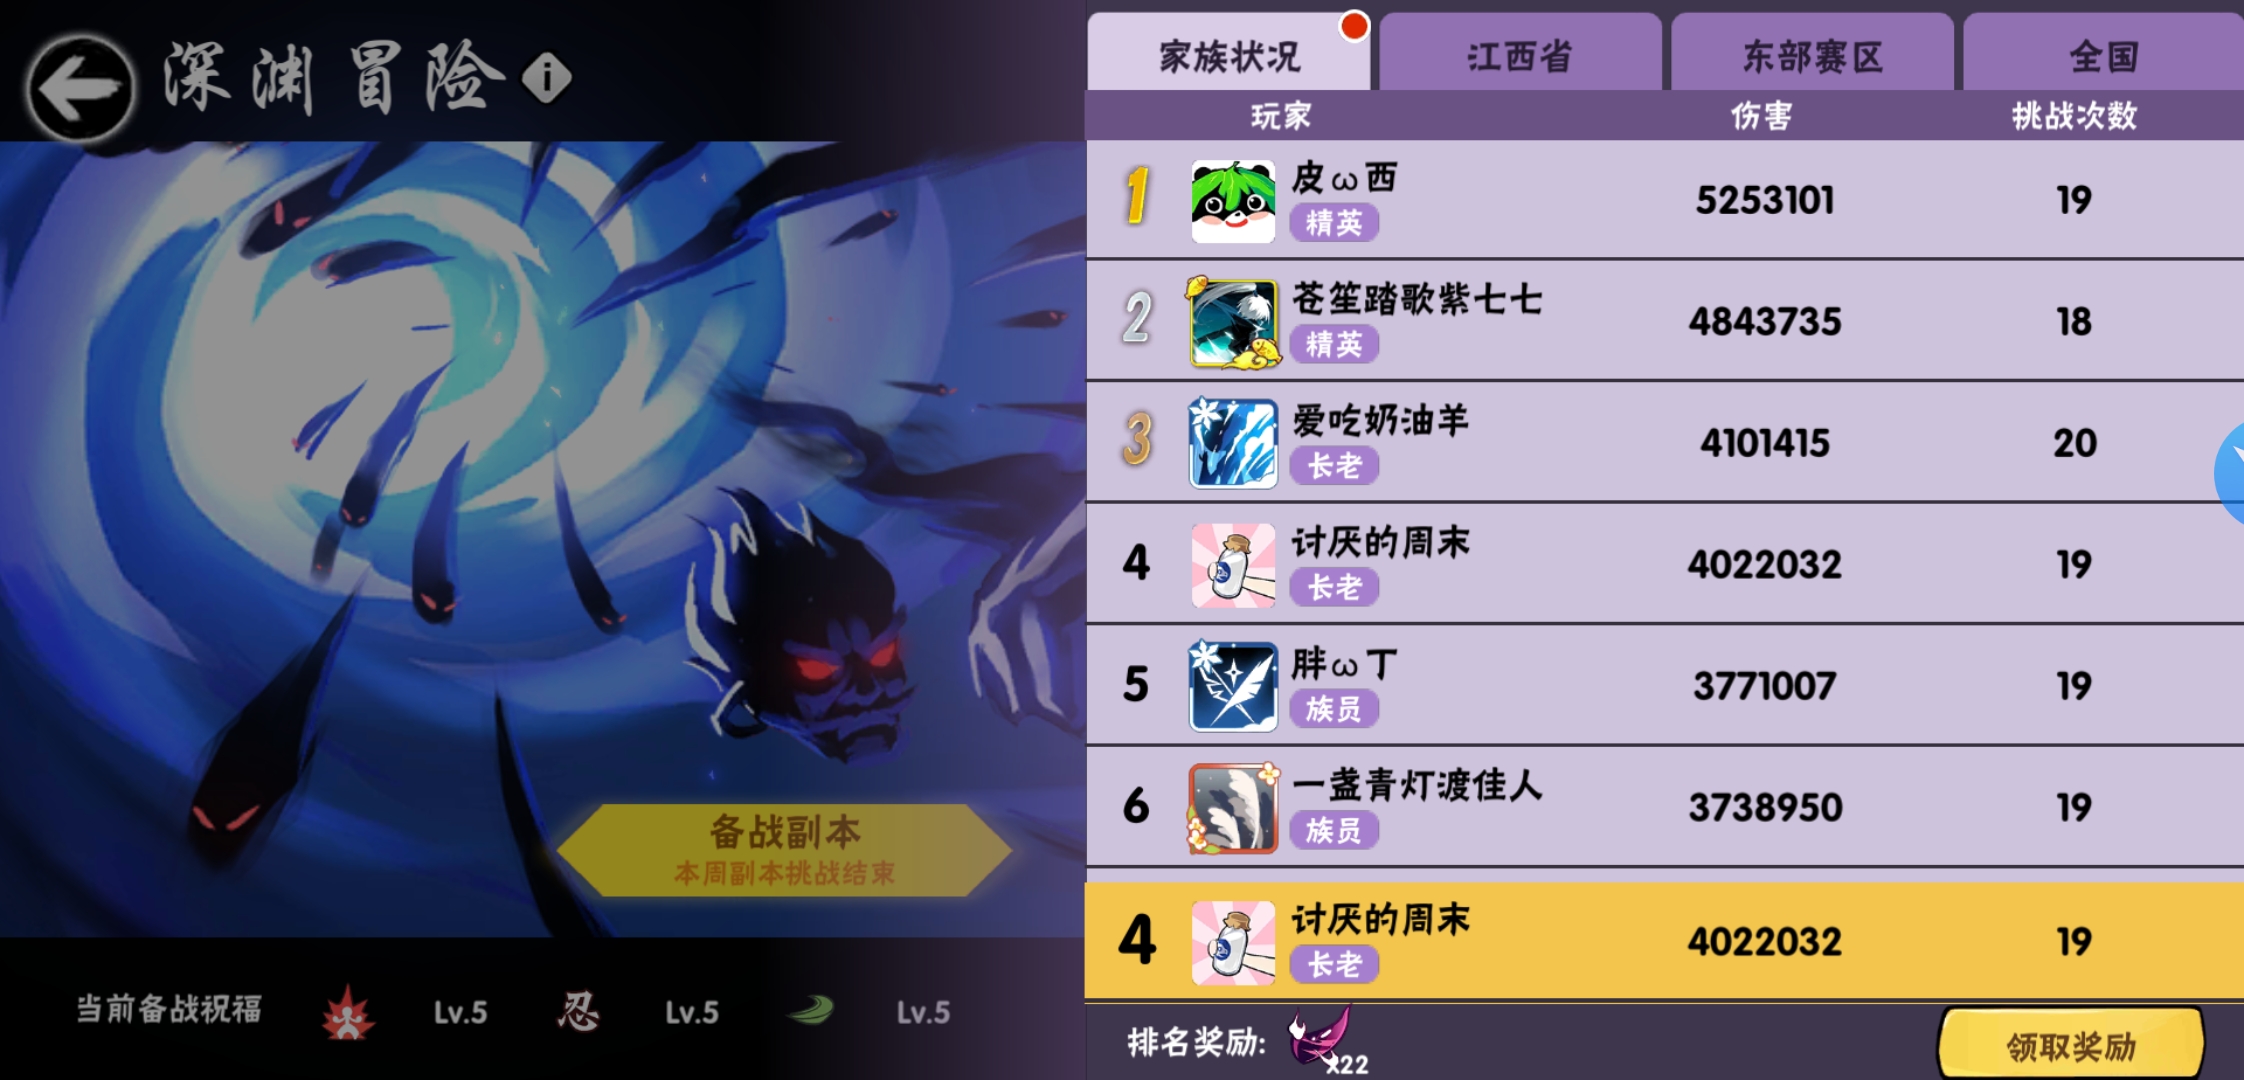 深渊冒险
家族状况 江西省 东部赛区 全国
玩家 伤害 挑战次数
1 皮ω西 5253101 19
精英
2 苍笙踏歌紫七七 4843735 18
精英
3 爱吃奶油羊 4101415 20
长老
4 讨厌的周末 4022032 19
长老
5 胖ω丁 3771007 19
族员
6 一盏青灯渡佳人 3738950 19
族员
4 讨厌的周末 4022032 19
长老
备战副本
本周副本挑战结束
当前备战祝福 Lv.5 忍 Lv.5 Lv.5
排名奖励: x22 领取奖励